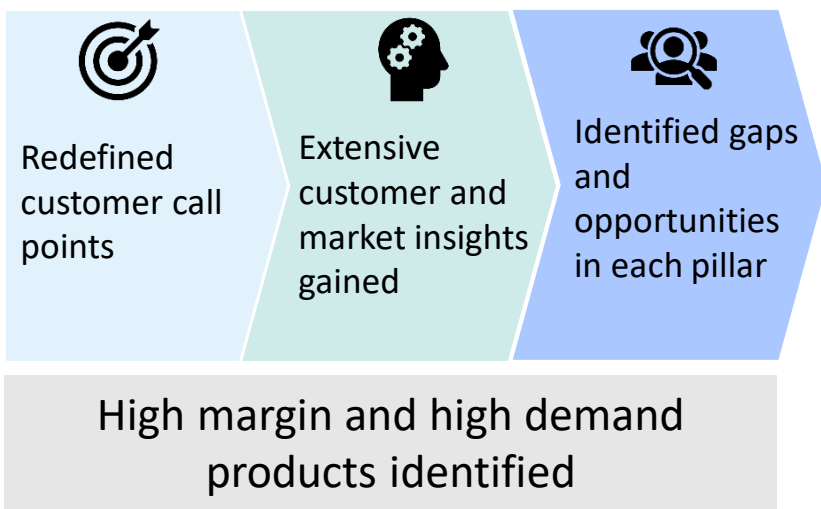 Redefined
customer call
points
Extensive
customer and
market insights
gained
Identified gaps
and
opportunities
in each pillar
High margin and high demand
products identified